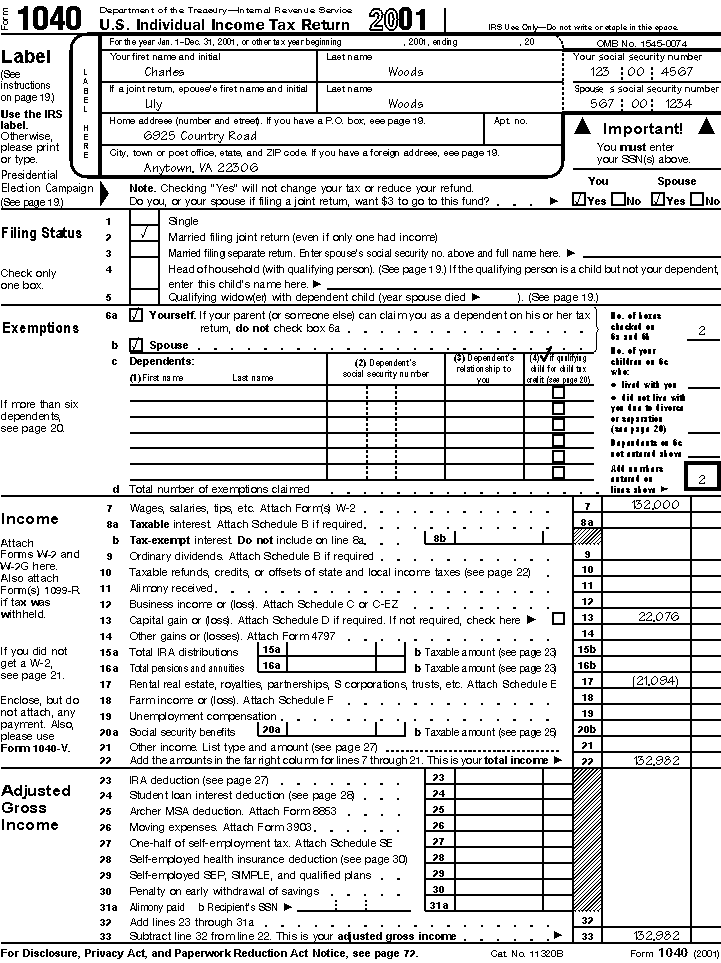 Form 1040 Department of the Treasury—Internal Revenue Service
U.S. Individual Income Tax Return 2001 IRS Use Only—Do not write or staple in this space.
For the year Jan. 1–Dec. 31, 2001, or other tax year beginning , 2001, ending , 20 OMB No. 1545-0074
Label
(See
instructions
on page 19.)
Use the IRS
label.
Otherwise,
please print
or type.
LABEL HERE
Your first name and initial Last name Your social security number
Charles Woods 123 00 4567
If a joint return, spouse's first name and initial Last name Spouse's social security number
Lily Woods 567 00 1234
Home address (number and street). If you have a P.O. box, see page 19. Apt. no.
6925 Country Road
City, town or post office, state, and ZIP code. If you have a foreign address, see page 19.
Anytown, VA 22306
Important!
You must enter
your SSN(s) above.
Presidential
Election Campaign
(See page 19.)
Note. Checking "Yes" will not change your tax or reduce your refund.
Do you, or your spouse if filing a joint return, want $3 to go to this fund?
You Spouse
✓ Yes No ✓ Yes No
Filing Status
Check only
one box.
1 Single
2 ✓ Married filing joint return (even if only one had income)
3 Married filing separate return. Enter spouse's social security no. above and full name here. ►
4 Head of household (with qualifying person). (See page 19.) If the qualifying person is a child but not your dependent,
enter this child's name here. ►
5 Qualifying widow(er) with dependent child (year spouse died ► ). (See page 19.)
Exemptions
If more than six
dependents,
see page 20.
6a ✓ Yourself. If your parent (or someone else) can claim you as a dependent on his or her tax
return, do not check box 6a
b ✓ Spouse
c Dependents:
(1) First name Last name
(2) Dependent's
social security number
(3) Dependent's
relationship to
you
(4) ✓ if qualifying
child for child tax
credit (see page 20)
d Total number of exemptions claimed
No. of boxes
checked on
6a and 6b 2
No. of your
children on 6c
who:
• lived with you
• did not live with
you due to divorce
or separation
(see page 20)
Dependents on 6c
not entered above
Add numbers
entered on
lines above ► 2
Income
Attach
Forms W-2 and
W-2G here.
Also attach
Form(s) 1099-R
if tax was
withheld.
If you did not
get a W-2,
see page 21.
Enclose, but do
not attach, any
payment. Also,
please use
Form 1040-V.
7 Wages, salaries, tips, etc. Attach Form(s) W-2 7 132,000
8a Taxable interest. Attach Schedule B if required 8a
b Tax-exempt interest. Do not include on line 8a 8b
9 Ordinary dividends. Attach Schedule B if required 9
10 Taxable refunds, credits, or offsets of state and local income taxes (see page 22) 10
11 Alimony received 11
12 Business income or (loss). Attach Schedule C or C-EZ 12
13 Capital gain or (loss). Attach Schedule D if required. If not required, check here ► 13 22,076
14 Other gains or (losses). Attach Form 4797 14
15a Total IRA distributions 15a b Taxable amount (see page 23) 15b
16a Total pensions and annuities 16a b Taxable amount (see page 23) 16b
17 Rental real estate, royalties, partnerships, S corporations, trusts, etc. Attach Schedule E 17 (21,094)
18 Farm income or (loss). Attach Schedule F 18
19 Unemployment compensation 19
20a Social security benefits 20a b Taxable amount (see page 25) 20b
21 Other income. List type and amount (see page 27) 21
22 Add the amounts in the far right column for lines 7 through 21. This is your total income ► 22 132,982
Adjusted
Gross
Income
23 IRA deduction (see page 27) 23
24 Student loan interest deduction (see page 28) 24
25 Archer MSA deduction. Attach Form 8853 25
26 Moving expenses. Attach Form 3903 26
27 One-half of self-employment tax. Attach Schedule SE 27
28 Self-employed health insurance deduction (see page 30) 28
29 Self-employed SEP, SIMPLE, and qualified plans 29
30 Penalty on early withdrawal of savings 30
31a Alimony paid b Recipient's SSN ► 31a
32 Add lines 23 through 31a 32
33 Subtract line 32 from line 22. This is your adjusted gross income ► 33 132,982
For Disclosure, Privacy Act, and Paperwork Reduction Act Notice, see page 72. Cat. No. 11320B Form 1040 (2001)